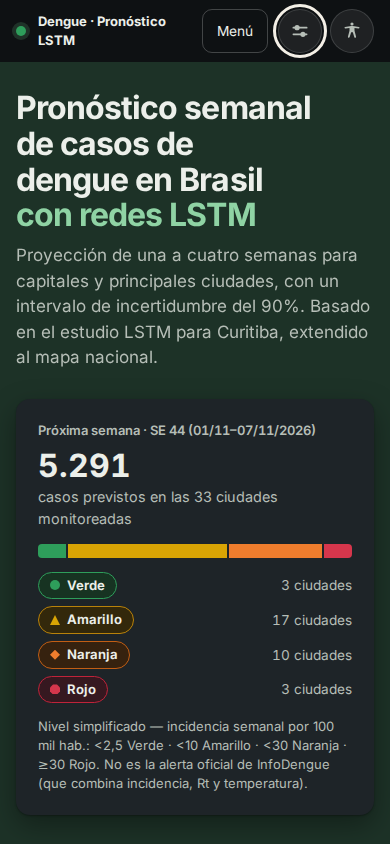 Dengue · Pronóstico
LSTM
Menú
Pronóstico semanal
de casos de
dengue en Brasil
con redes LSTM
Proyección de una a cuatro semanas para
capitales y principales ciudades, con un
intervalo de incertidumbre del 90%. Basado
en el estudio LSTM para Curitiba, extendido
al mapa nacional.
Próxima semana · SE 44 (01/11–07/11/2026)
5.291
casos previstos en las 33 ciudades
monitoreadas
Verde 3 ciudades
Amarillo 17 ciudades
Naranja 10 ciudades
Rojo 3 ciudades
Nivel simplificado — incidencia semanal por 100
mil hab.: <2,5 Verde · <10 Amarillo · <30 Naranja ·
≥30 Rojo. No es la alerta oficial de InfoDengue
(que combina incidencia, Rt y temperatura).